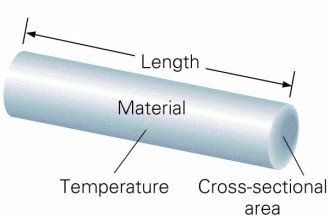 Length
Material
Temperature
Cross-sectional
area